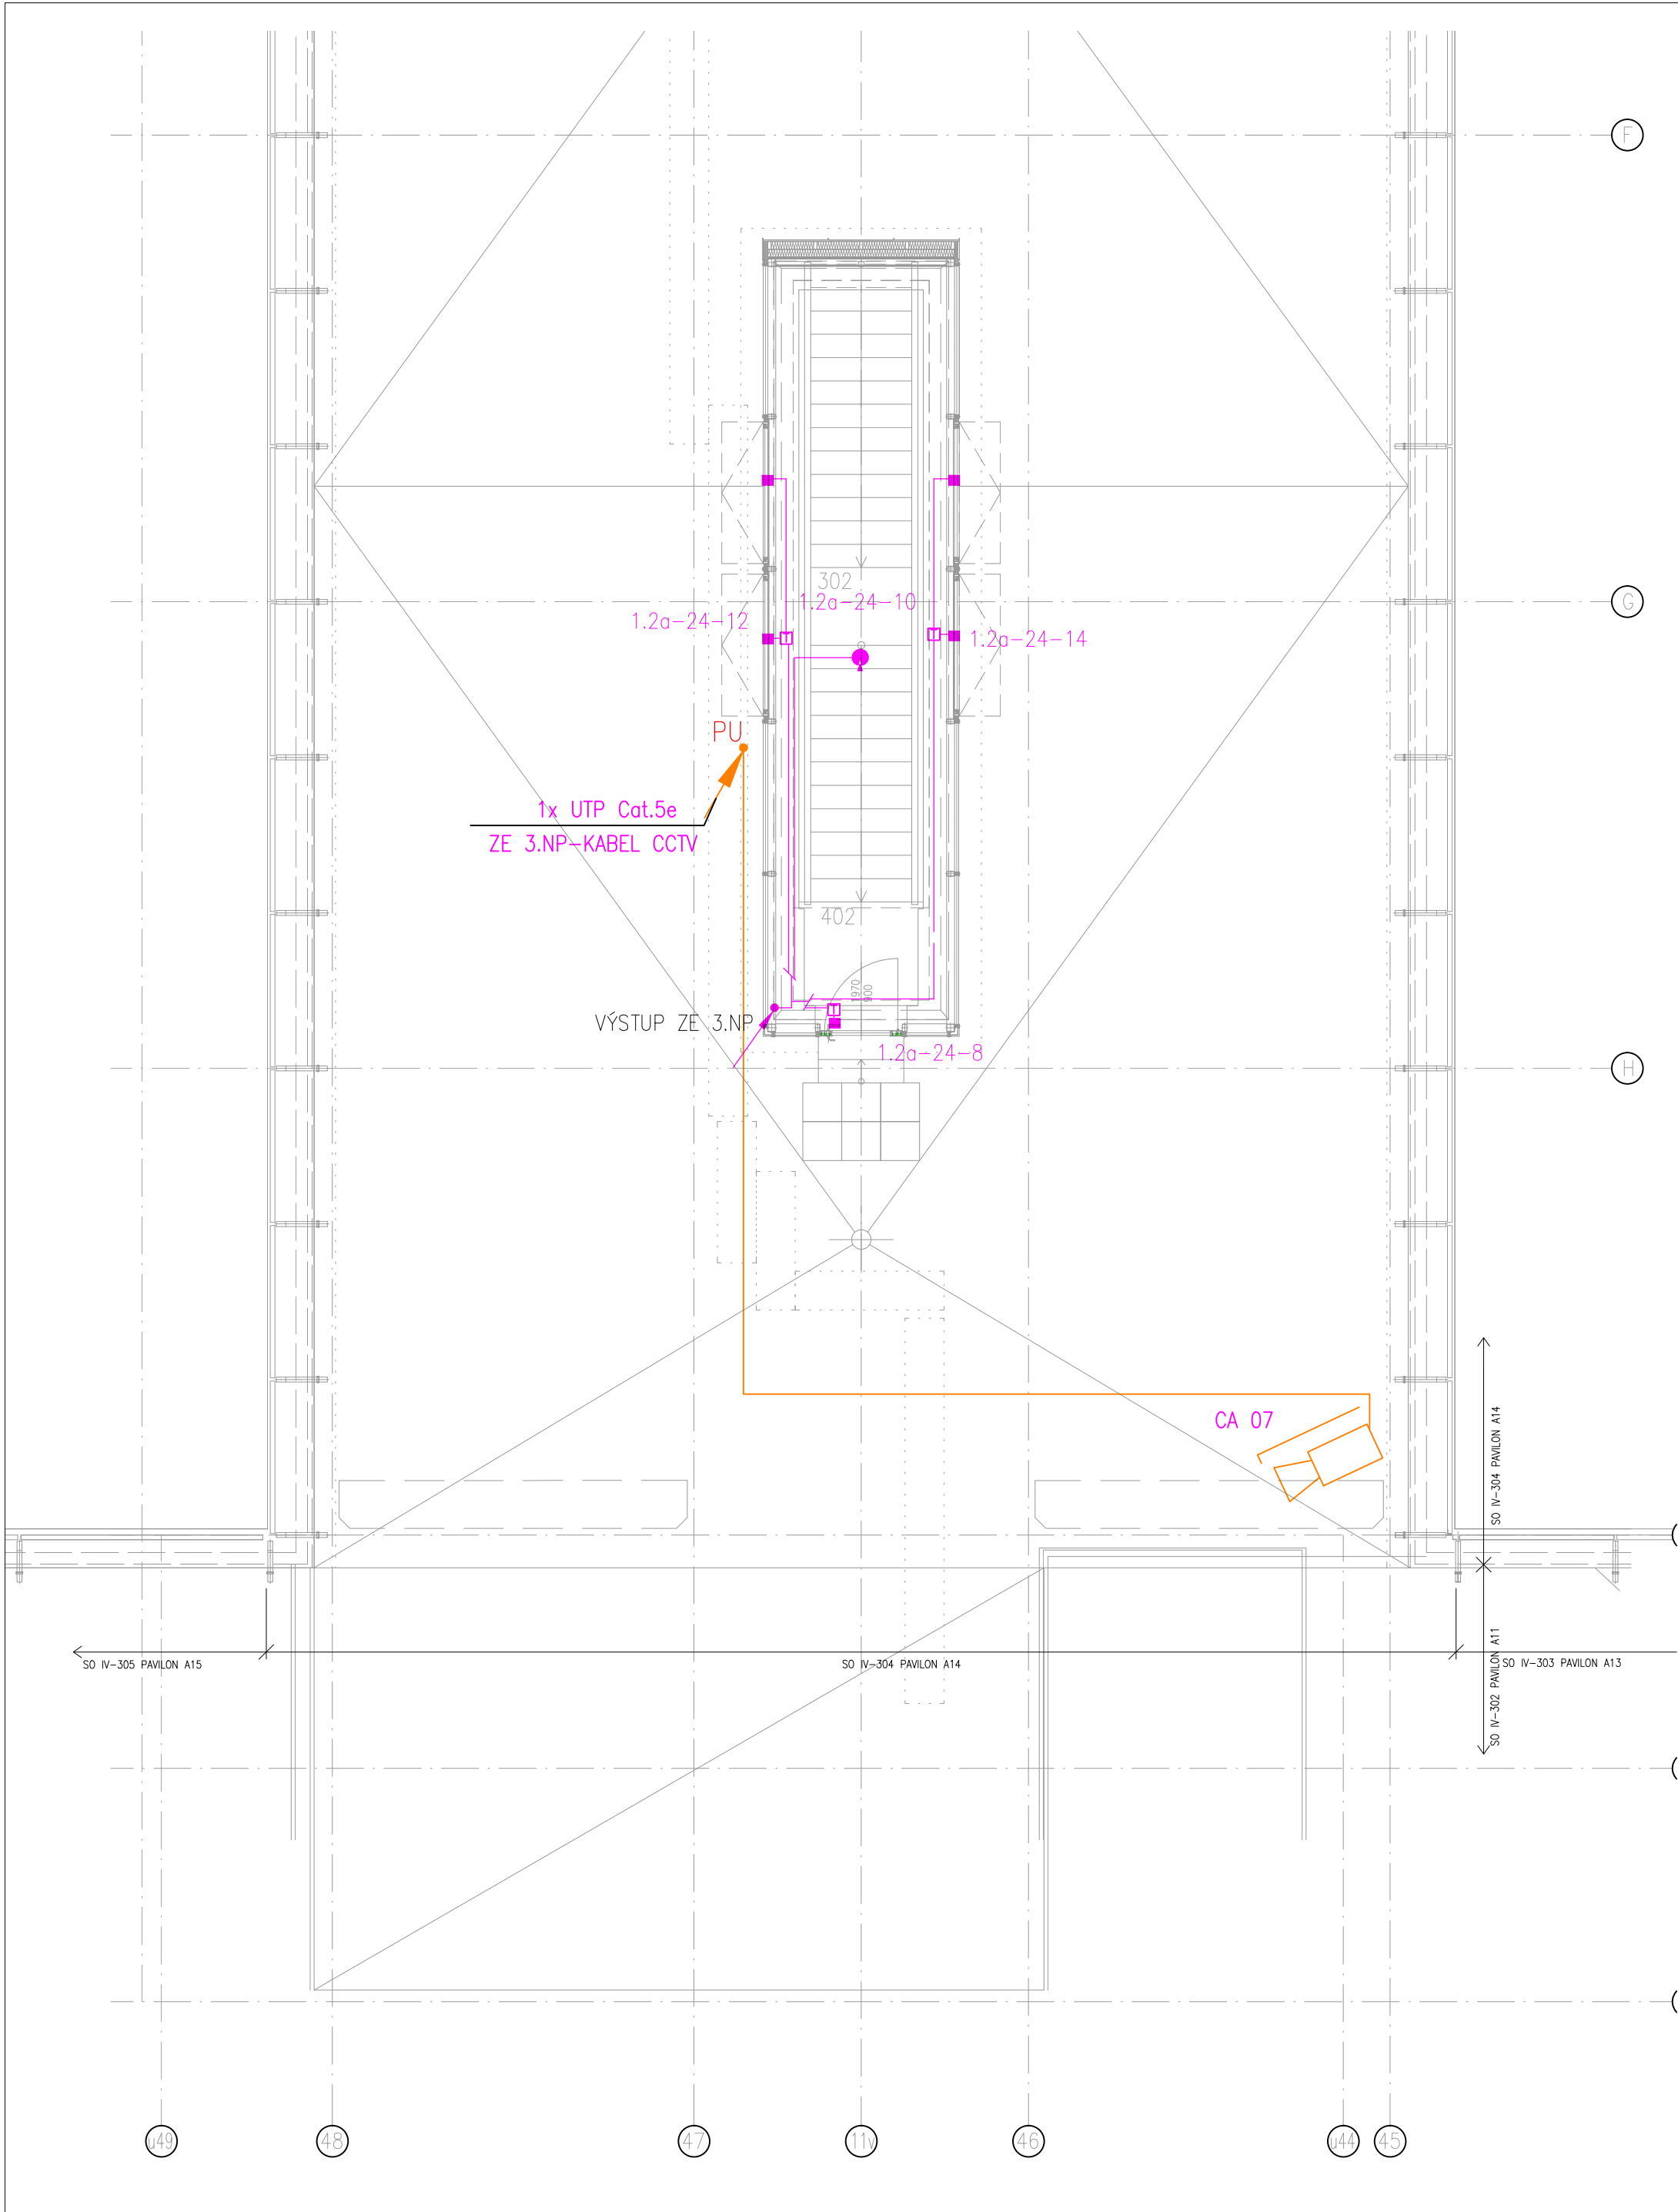 F
302
1.2a-24-10
G
1.2a-24-12
1.2a-24-14
T
T
PU
1x UTP Cat.5e
ZE 3.NP-KABEL CCTV
402
1970
900
T
VÝSTUP ZE 3.NP
1.2a-24-8
H
CA 07
SO IV-304 PAVILON A14
SO IV-302 PAVILON A11
SO IV-305 PAVILON A15
SO IV-304 PAVILON A14
SO IV-303 PAVILON A13
u49
48
47
11v
46
u44
45